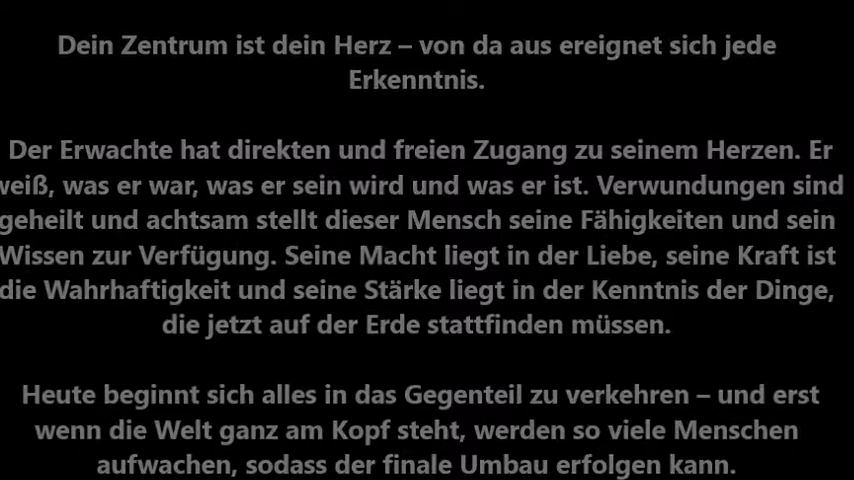 Dein Zentrum ist dein Herz – von da aus ereignet sich jede
Erkenntnis.
Der Erwachte hat direkten und freien Zugang zu seinem Herzen. Er
weiß, was er war, was er sein wird und was er ist. Verwundungen sind
geheilt und achtsam stellt dieser Mensch seine Fähigkeiten und sein
Wissen zur Verfügung. Seine Macht liegt in der Liebe, seine Kraft ist
die Wahrhaftigkeit und seine Stärke liegt in der Kenntnis der Dinge,
die jetzt auf der Erde stattfinden müssen.
Heute beginnt sich alles in das Gegenteil zu verkehren – und erst
wenn die Welt ganz am Kopf steht, werden so viele Menschen
aufwachen, sodass der finale Umbau erfolgen kann.